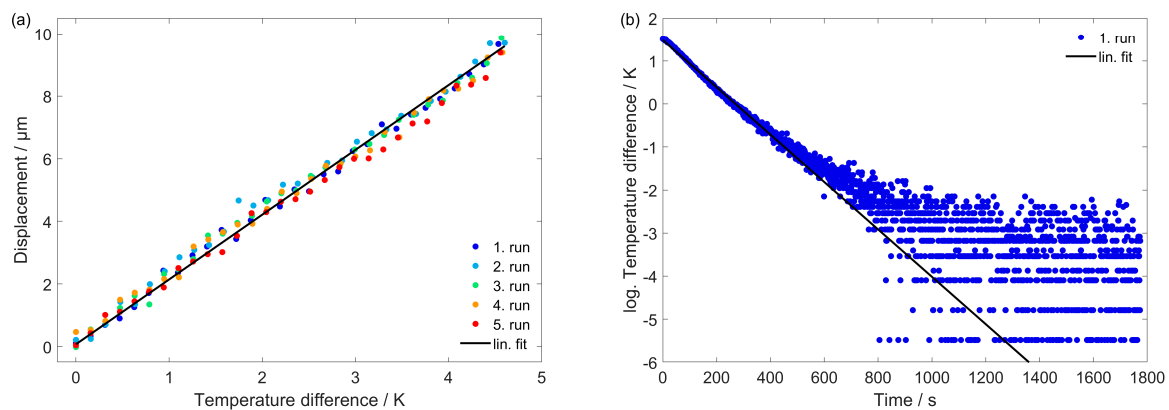 (a)
10
8
6
4
2
0
Displacement / µm
0 1 2 3 4 5
Temperature difference / K
1. run
2. run
3. run
4. run
5. run
lin. fit
(b)
2
1
0
-1
-2
-3
-4
-5
-6
log. Temperature difference / K
0 200 400 600 800 1000 1200 1400 1600 1800
Time / s
1. run
lin. fit